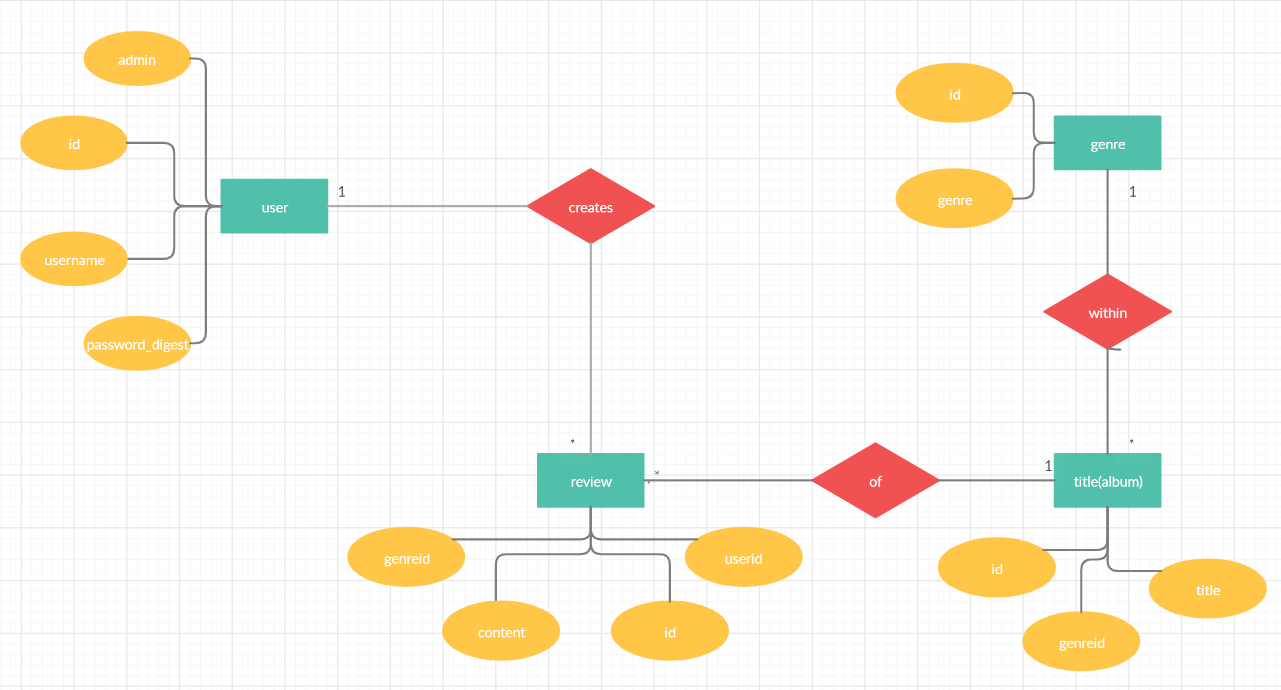 admin
id
username
password_digest
user
1
creates
id
genre
genre
1
within
*
*
review
*
of
1
title(album)
genreid
content
id
userid
id
genreid
title